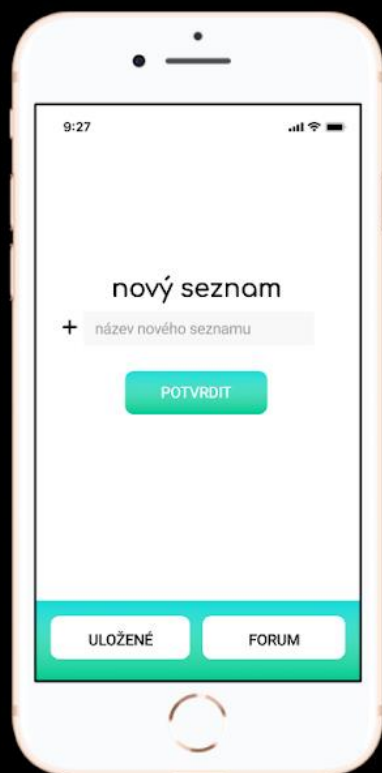 9:27
nový seznam
+ název nového seznamu
POTVRDIT
ULOŽENÉ FORUM